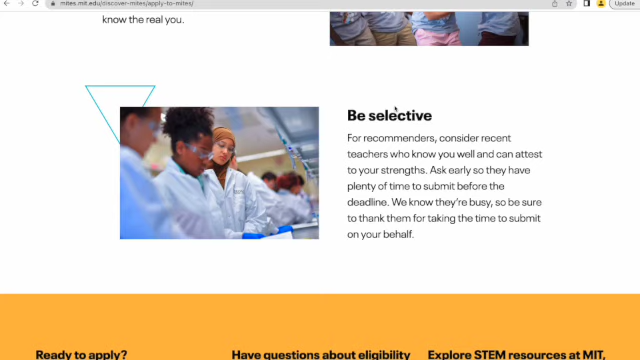 mites.mit.edu/discover-mites/apply-to-mites/
Update
know the real you.
Be selective
For recommenders, consider recent
teachers who know you well and can attest
to your strengths. Ask early so they have
plenty of time to submit before the
deadline. We know they're busy, so be sure
to thank them for taking the time to submit
on your behalf.
Ready to apply?
Have questions about eligibility
Explore STEM resources at MIT,